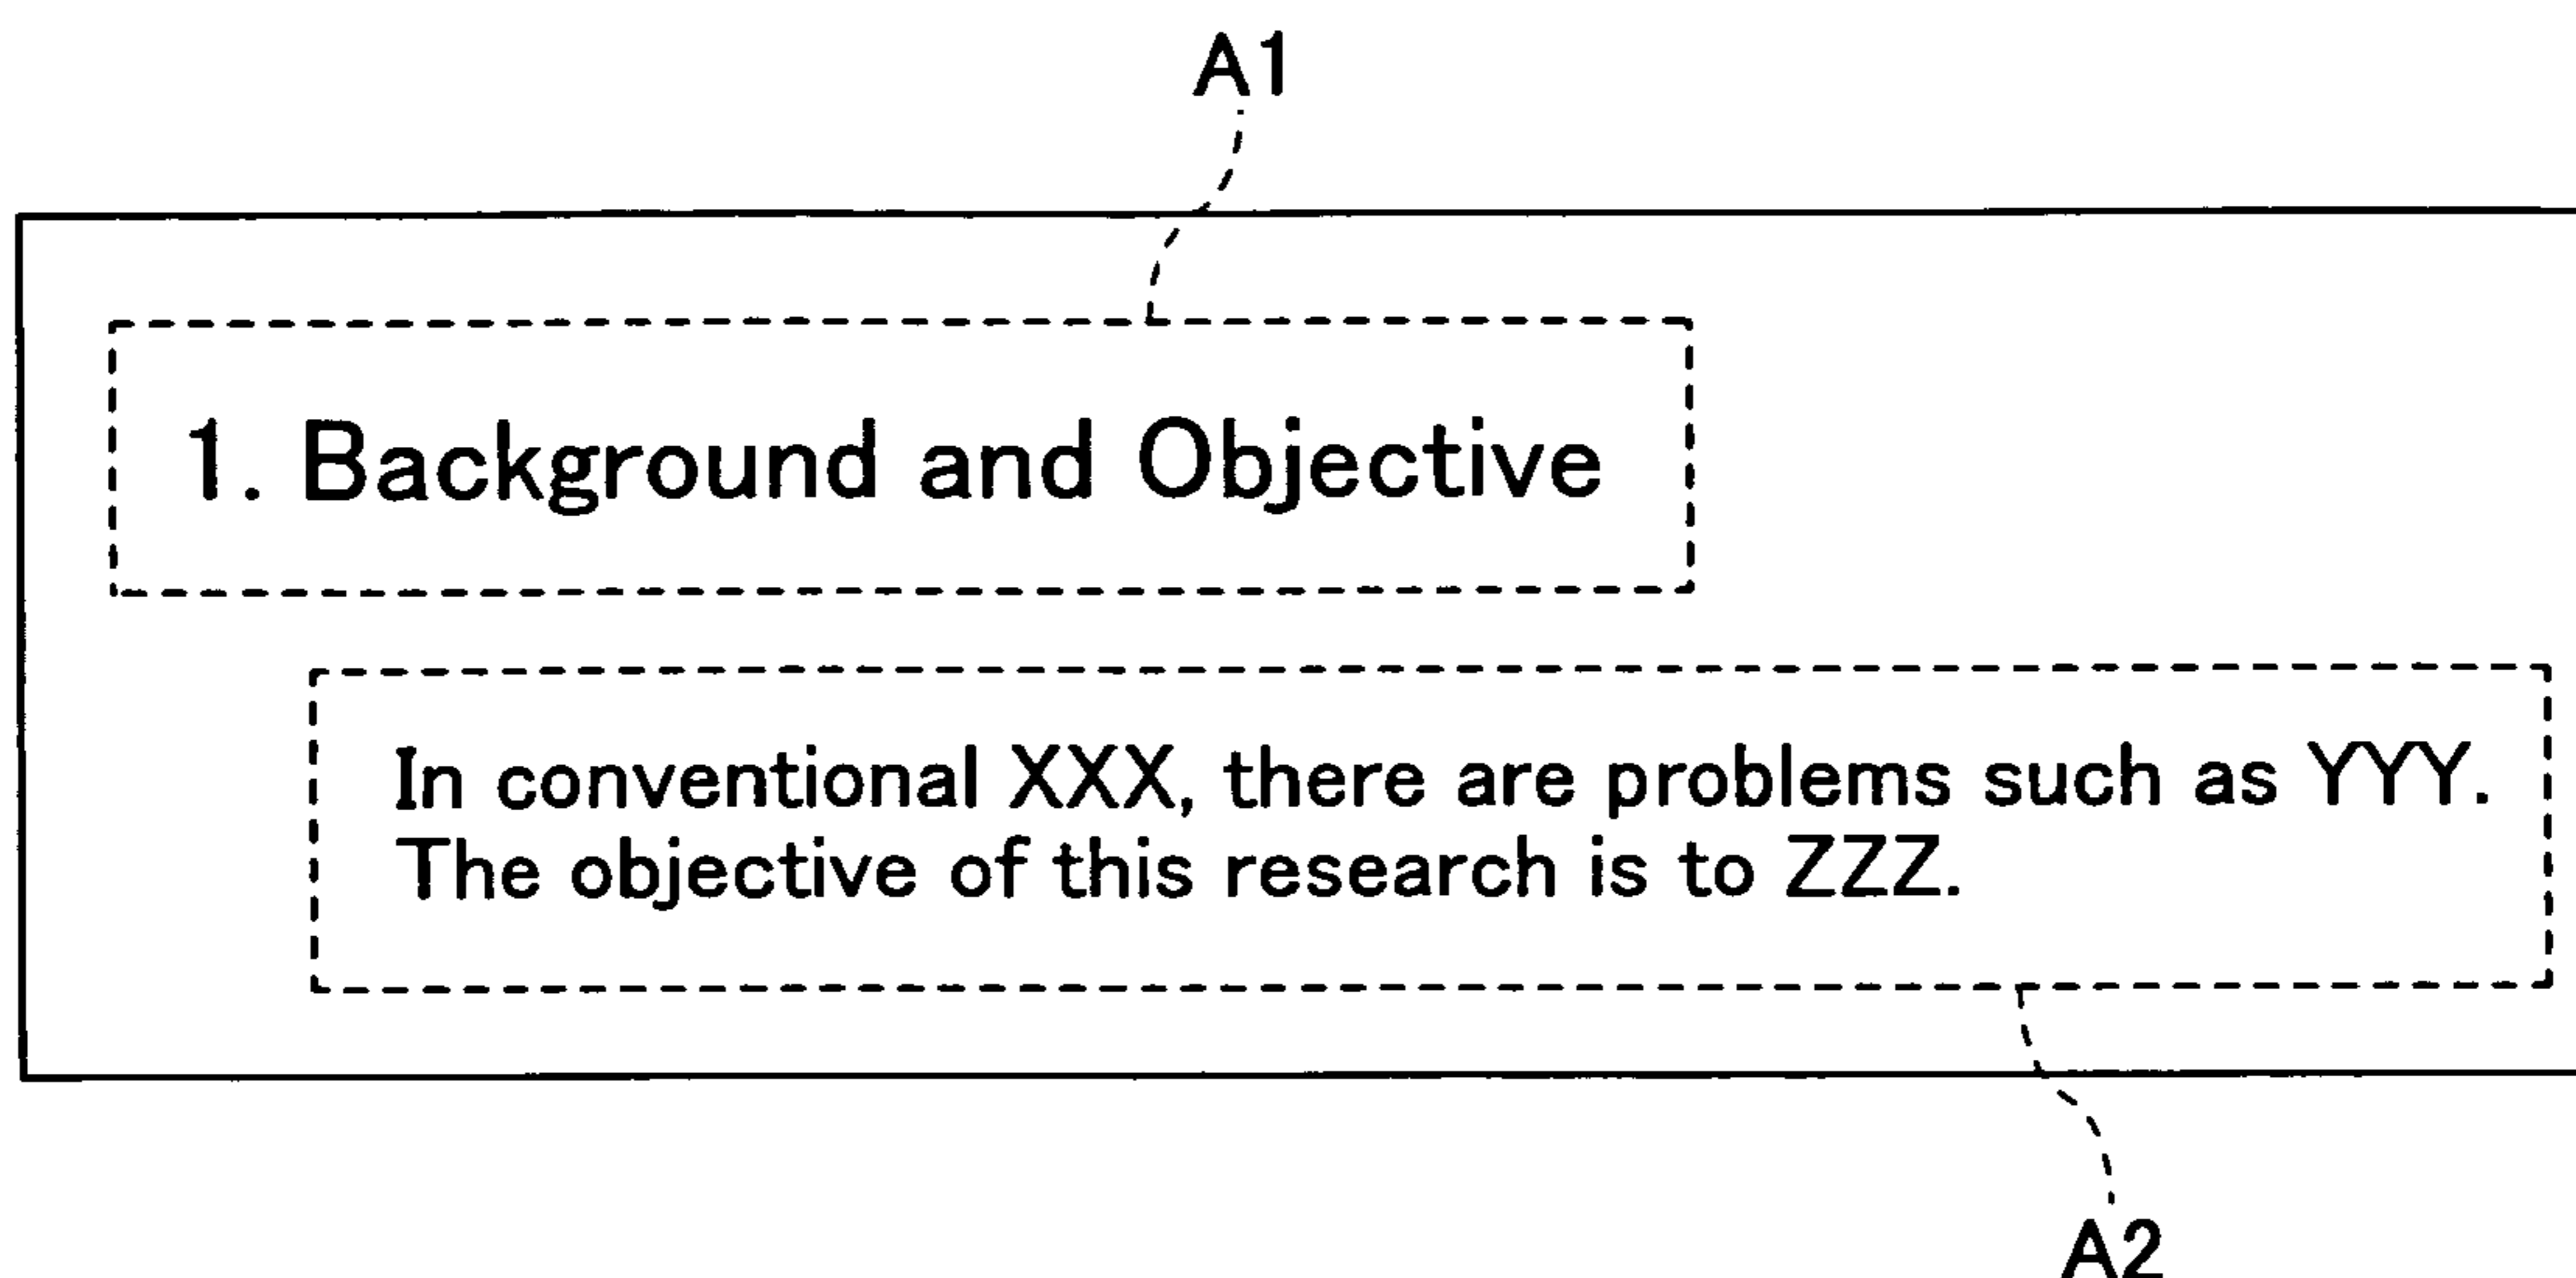 A1
1. Background and Objective
In conventional XXX, there are problems such as YYY.
The objective of this research is to ZZZ.
A2